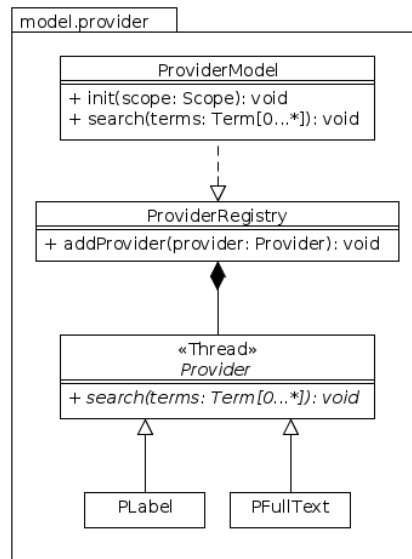 model.provider
ProviderModel
+ init(scope: Scope): void
+ search(terms: Term[0...*]): void
ProviderRegistry
+ addProvider(provider: Provider): void
«Thread»
Provider
+ search(terms: Term[0...*]): void
PLabel
PFullText